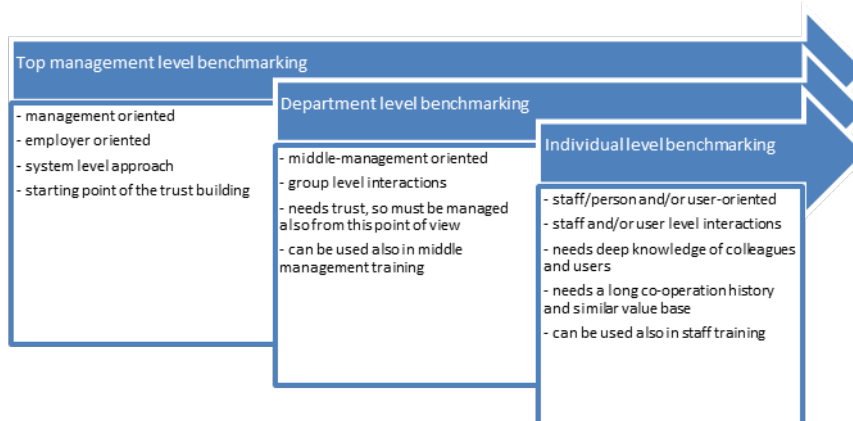 Top management level benchmarking
- management oriented
- employer oriented
- system level approach
- starting point of the trust building
Department level benchmarking
- middle-management oriented
- group level interactions
- needs trust, so must be managed
also from this point of view
- can be used also in middle
management training
Individual level benchmarking
- staff/person and/or user-oriented
- staff and/or user level interactions
- needs deep knowledge of colleagues
and users
- needs a long co-operation history
and similar value base
- can be used also in staff training